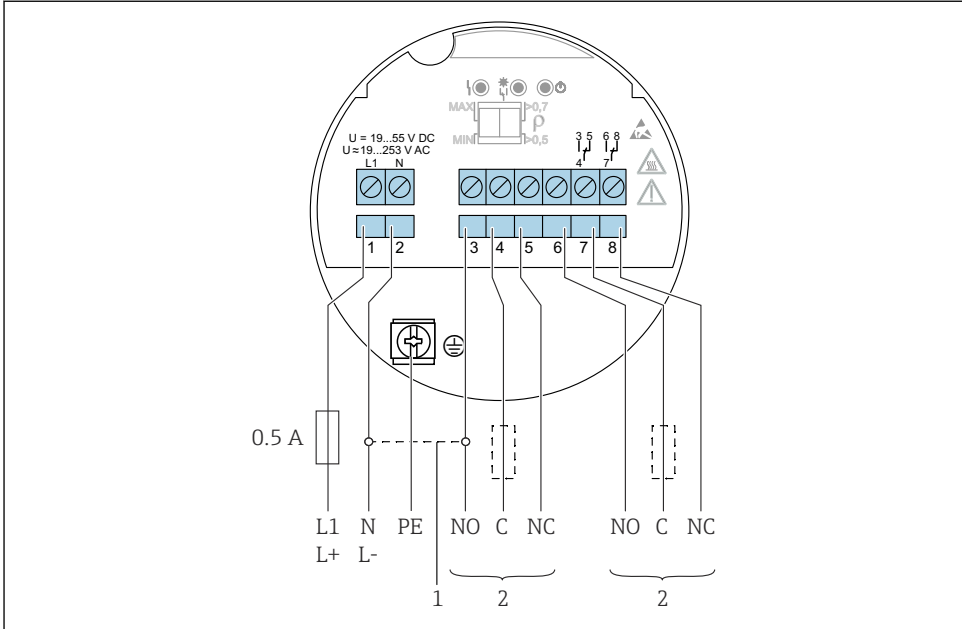 MAX >0,7
ρ
MIN >0,5
U = 19...55 V DC
U≈19...253 V AC
L1 N
3 5
4
6 8
7
1 2 3 4 5 6 7 8
0.5 A
L1 N PE NO C NC NO C NC
L+ L-
1 2 2